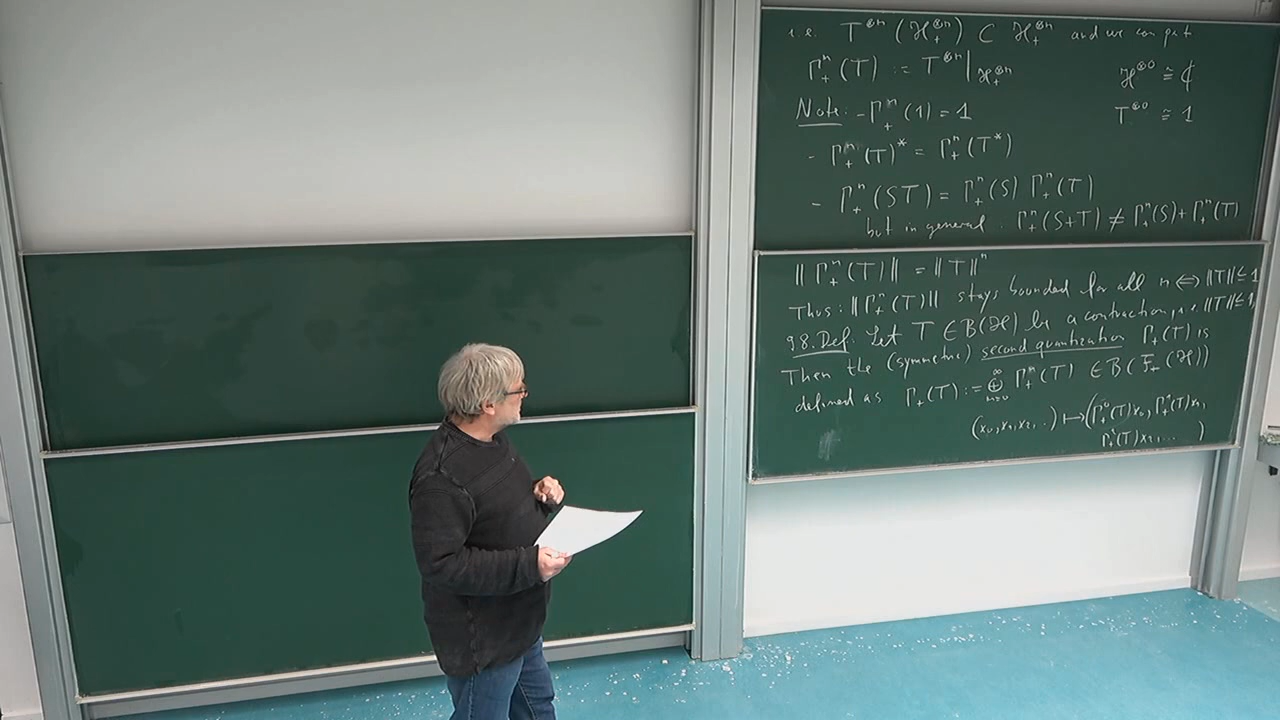 i.e. T^{⊗n} (ℋ_+^{⊗n}) ⊂ ℋ_+^{⊗n} and we can put
Γ_+^n(T) := T^{⊗n}|_{ℋ_+^{⊗n}} ℋ^{⊗0} ≅ ℂ
Note: - Γ_+^n(1) = 1 T^{⊗0} ≅ 1
- Γ_+^n(T)* = Γ_+^n(T*)
- Γ_+^n(ST) = Γ_+^n(S) Γ_+^n(T)
but in general: Γ_+^n(S+T) ≠ Γ_+^n(S) + Γ_+^n(T)
‖Γ_+^n(T)‖ = ‖T‖^n
Thus: ‖Γ_+^n(T)‖ stays bounded for all n ⇔ ‖T‖ ≤ 1
9.8. Def: Let T ∈ B(ℋ) be a contraction, i.e. ‖T‖ ≤ 1
Then the (symmetric) second quantization Γ_+(T) is
defined as Γ_+(T) := ⊕_{n=0}^∞ Γ_+^n(T) ∈ B(F_+(ℋ))
(x_0, x_1, x_2, ..) ↦ (Γ_+^0(T)x_0, Γ_+^1(T)x_1,
Γ_+^2(T)x_2, ... )